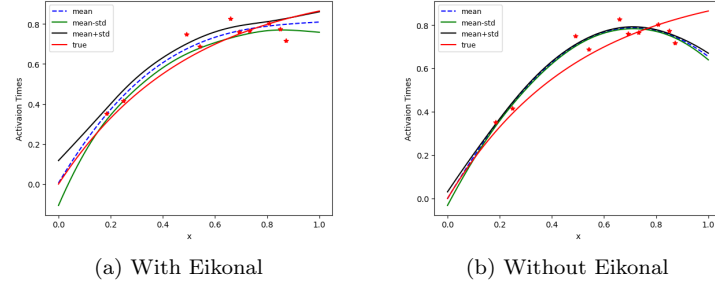 mean
mean-std
mean+std
true
0.8
0.6
0.4
0.2
0.0
Activaion Times
0.0 0.2 0.4 0.6 0.8 1.0
x
(a) With Eikonal
mean
mean-std
mean+std
true
0.8
0.6
0.4
0.2
0.0
Activaion Times
0.0 0.2 0.4 0.6 0.8 1.0
x
(b) Without Eikonal